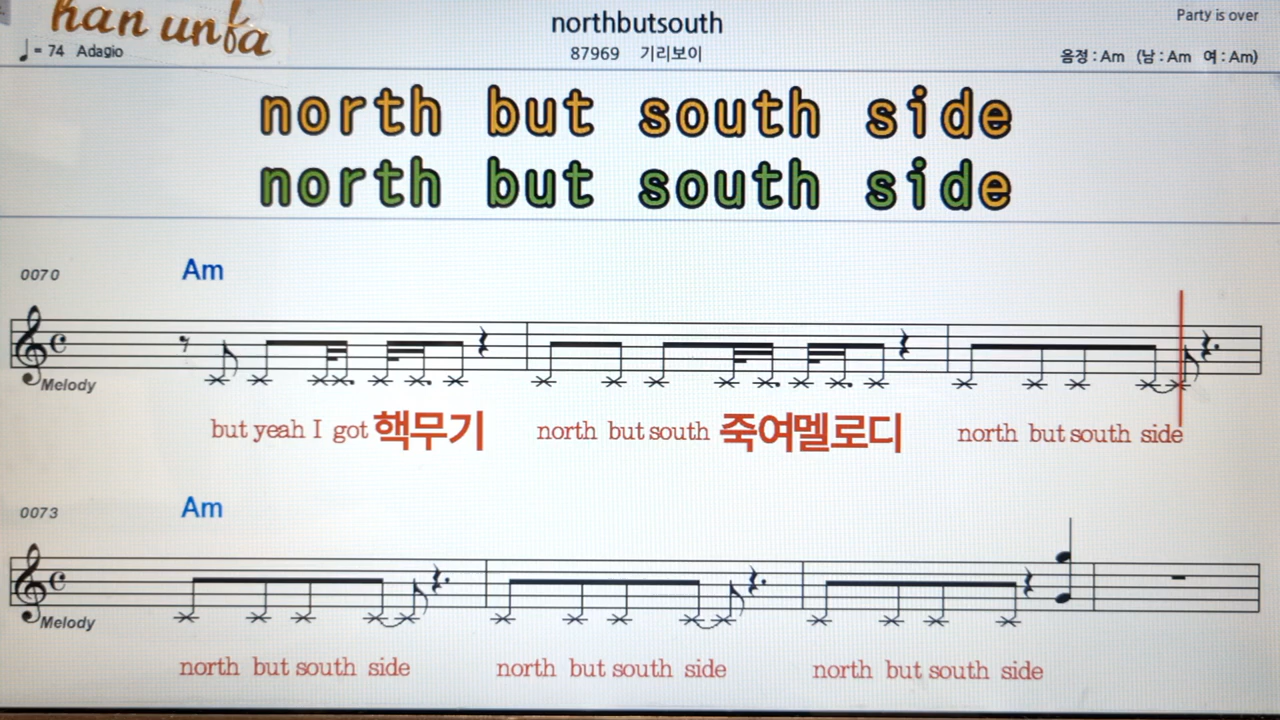 han unfa
northbutsouth
Party is over
= 74 Adagio
87969 기리보이
음정 : Am (남 : Am 여 : Am)
north but south side
north but south side
0070 Am
Melody
but yeah I got 핵무기 north but south 죽여멜로디 north but south side
0073 Am
Melody
north but south side north but south side north but south side